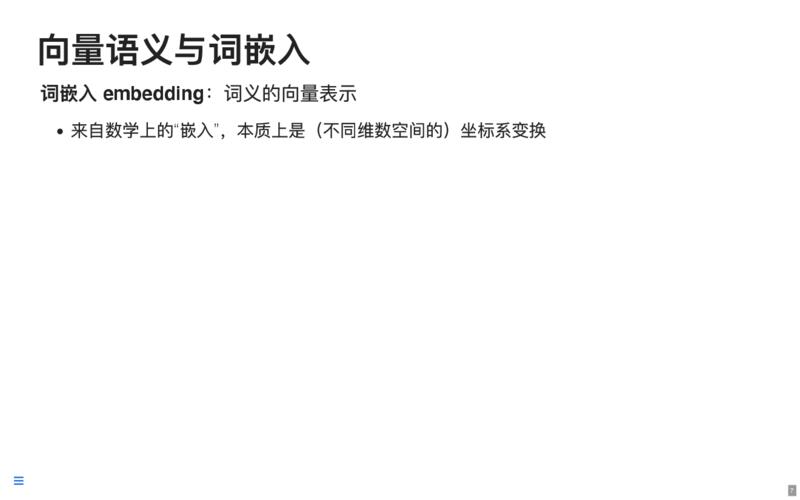 向量语义与词嵌入
词嵌入 embedding：词义的向量表示
• 来自数学上的“嵌入”，本质上是（不同维数空间的）坐标系变换
7